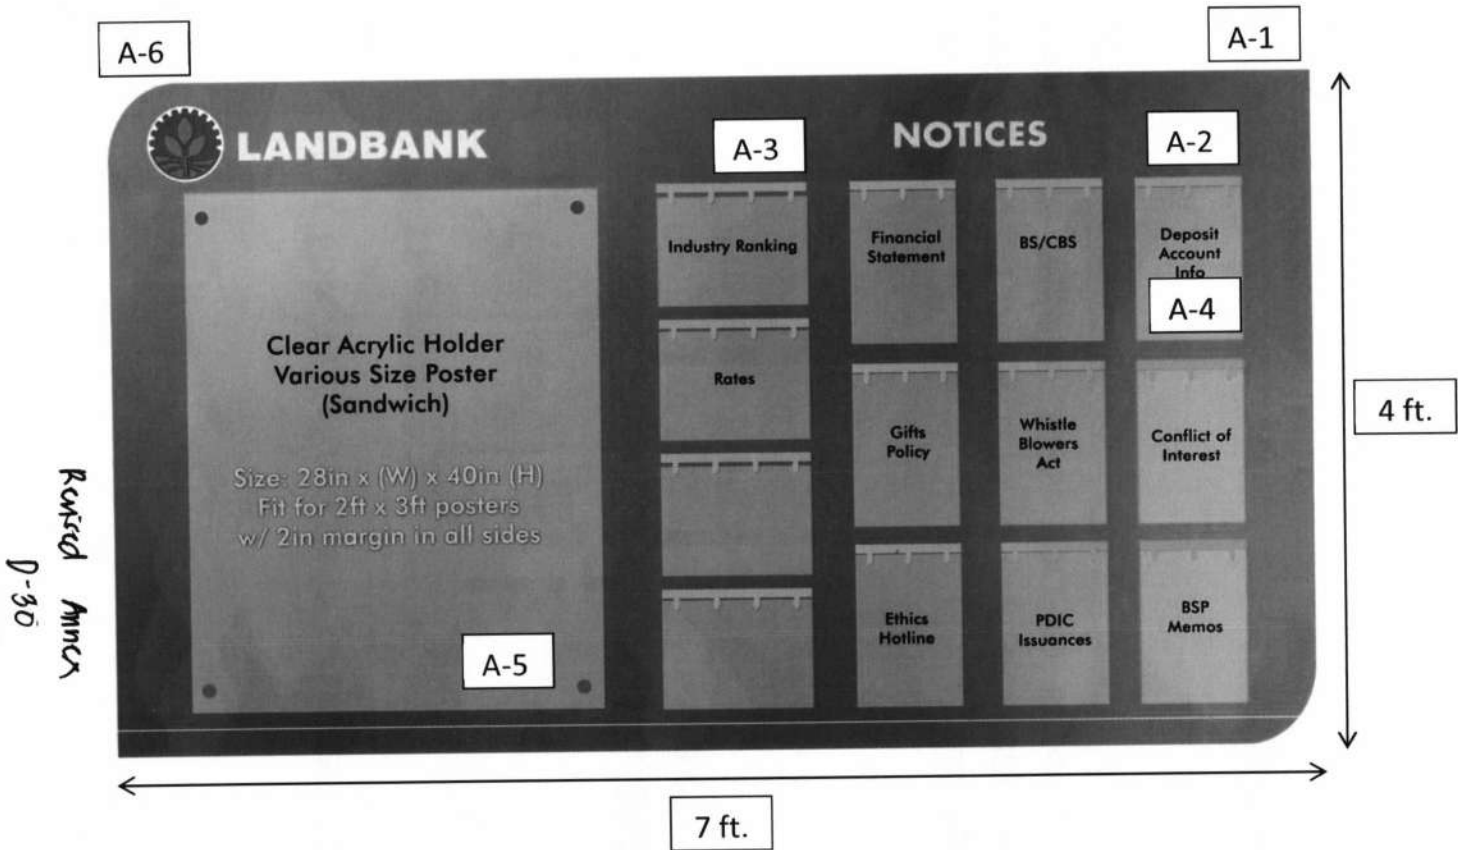 A-6
A-1
LANDBANK
A-3
NOTICES
A-2
Industry Ranking
Financial
Statement
BS/CBS
Deposit
Account
Info
A-4
Clear Acrylic Holder
Various Size Poster
(Sandwich)
Size: 28in x (W) x 40in (H)
Fit for 2ft x 3ft posters
w/ 2in margin in all sides
Rates
Gifts
Policy
Whistle
Blowers
Act
Conflict of
Interest
4 ft.
A-5
Ethics
Hotline
PDIC
Issuances
BSP
Memos
7 ft.
Revised Annex
D-30